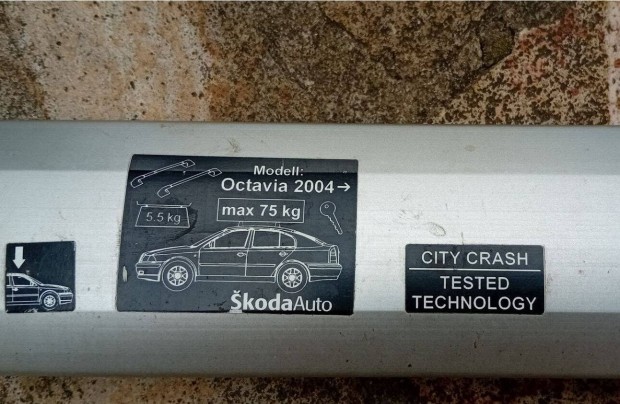 Modell:
Octavia 2004→
5.5 kg
max 75 kg
ŠkodaAuto
CITY CRASH
TESTED
TECHNOLOGY